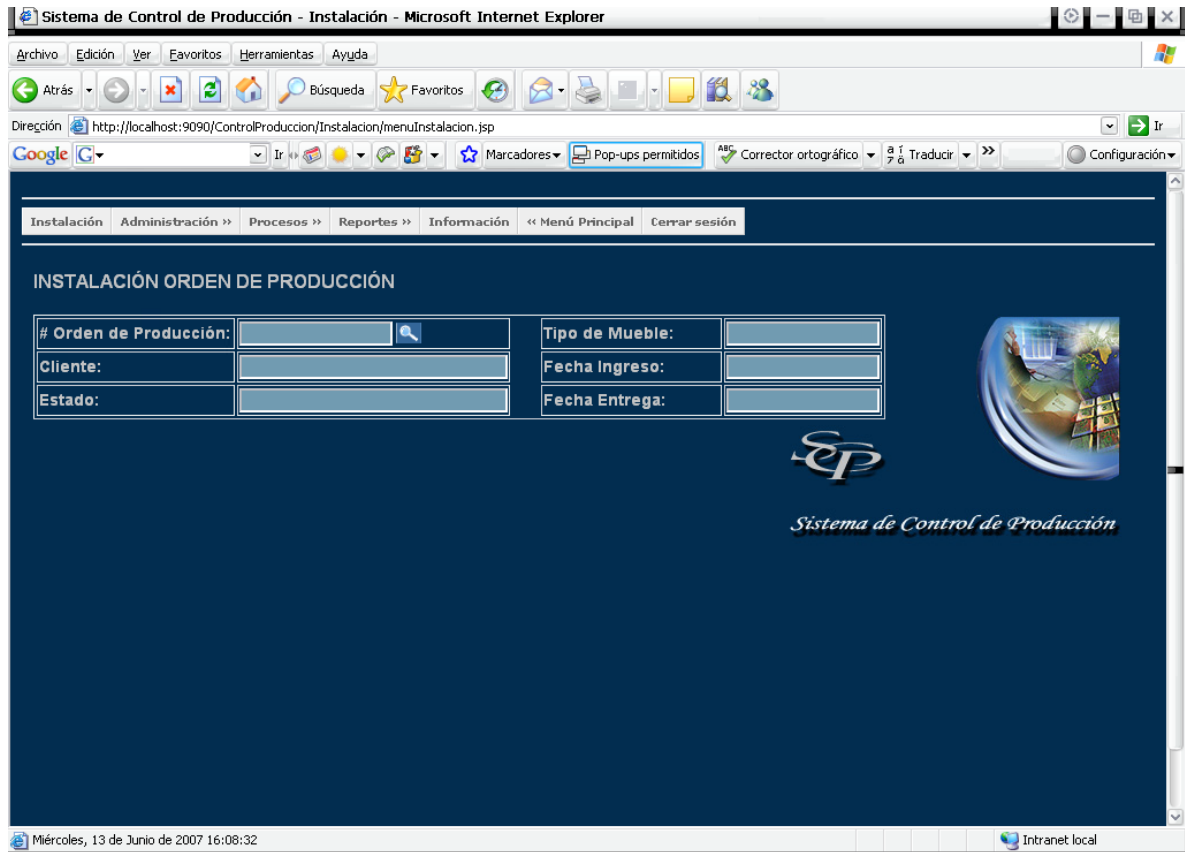 Sistema de Control de Producción - Instalación - Microsoft Internet Explorer
Archivo Edición Ver Favoritos Herramientas Ayuda
Atrás Búsqueda Favoritos
Dirección http://localhost:9090/ControlProduccion/Instalacion/menuInstalacion.jsp Ir
Google G Ir Marcadores Pop-ups permitidos ABC Corrector ortográfico Traducir >> Configuración
Instalación Administración >> Procesos >> Reportes >> Información << Menú Principal Cerrar sesión
INSTALACIÓN ORDEN DE PRODUCCIÓN
# Orden de Producción: Tipo de Mueble:
Cliente: Fecha Ingreso:
Estado: Fecha Entrega:
SCP
Sistema de Control de Producción
Miércoles, 13 de Junio de 2007 16:08:32 Intranet local